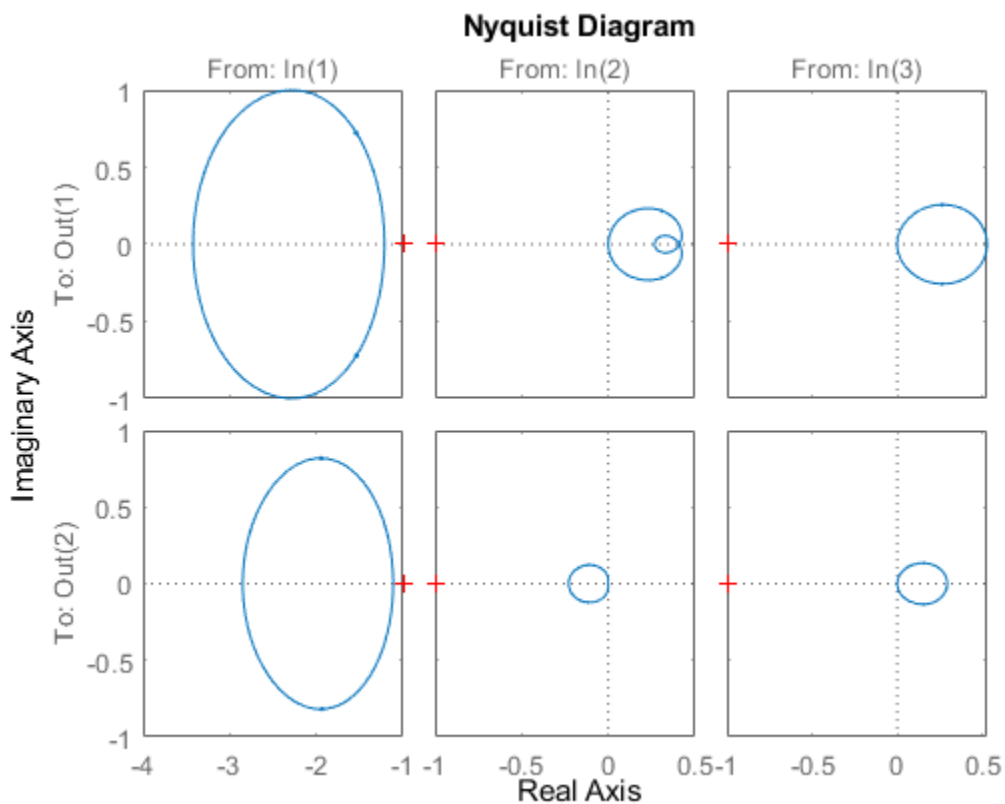 Nyquist Diagram
From: In(1) From: In(2) From: In(3)
To: Out(1)
1
0.5
0
-0.5
-1
To: Out(2)
1
0.5
0
-0.5
-1
Imaginary Axis
-4 -3 -2 -1 -1 -0.5 0 0.5 -1 -0.5 0 0.5
Real Axis